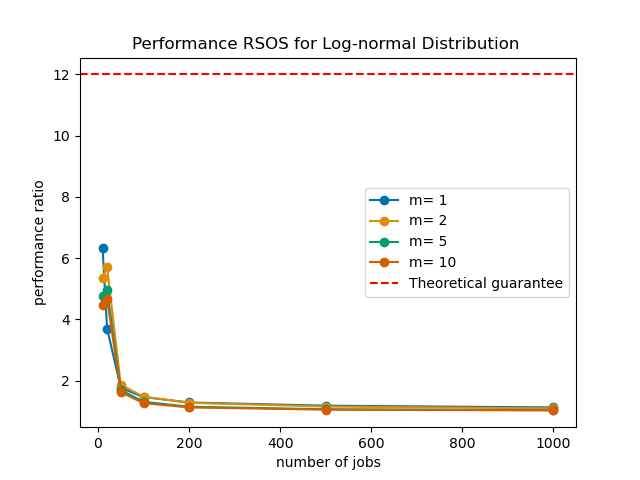 Performance RSOS for Log-normal Distribution
performance ratio
12
10
8
6
4
2
m= 1
m= 2
m= 5
m= 10
Theoretical guarantee
0
200
400
600
800
1000
number of jobs